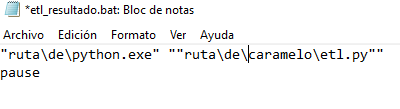 *etl_resultado.bat: Bloc de notas
Archivo Edición Formato Ver Ayuda
"ruta\de\python.exe" ""ruta\de\caramelo\etl.py""
pause